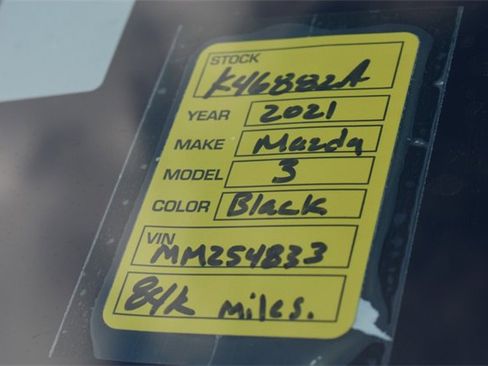 STOCK
K46882A
YEAR 2021
MAKE Mazda
MODEL 3
COLOR Black
VIN
MM254833
84K miles.